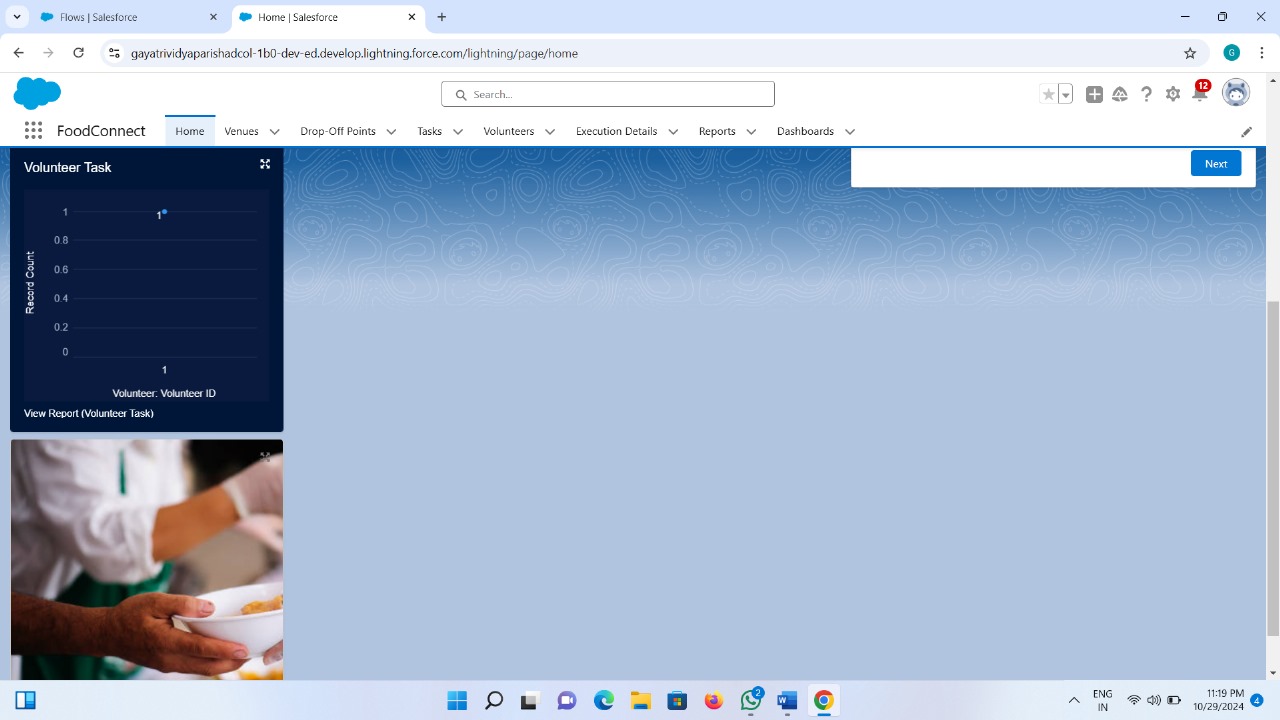 Flows | Salesforce
Home | Salesforce
gayatrividyaparishadcol-1b0-dev-ed.develop.lightning.force.com/lightning/page/home
G
Search...
12
FoodConnect
Home
Venues
Drop-Off Points
Tasks
Volunteers
Execution Details
Reports
Dashboards
Volunteer Task
Next
1
0.8
0.6
0.4
0.2
0
Record Count
1
1
Volunteer: Volunteer ID
View Report (Volunteer Task)
2
ENG
IN
11:19 PM
10/29/2024
4